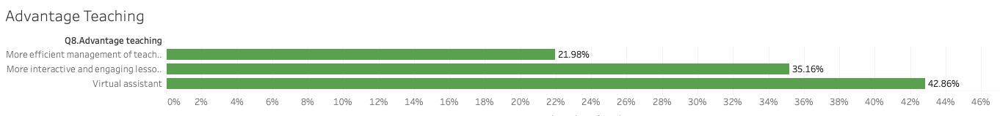 Advantage Teaching
Q8.Advantage teaching
More efficient management of teach.. 21.98%
More interactive and engaging lesso.. 35.16%
Virtual assistant 42.86%
0% 2% 4% 6% 8% 10% 12% 14% 16% 18% 20% 22% 24% 26% 28% 30% 32% 34% 36% 38% 40% 42% 44% 46%